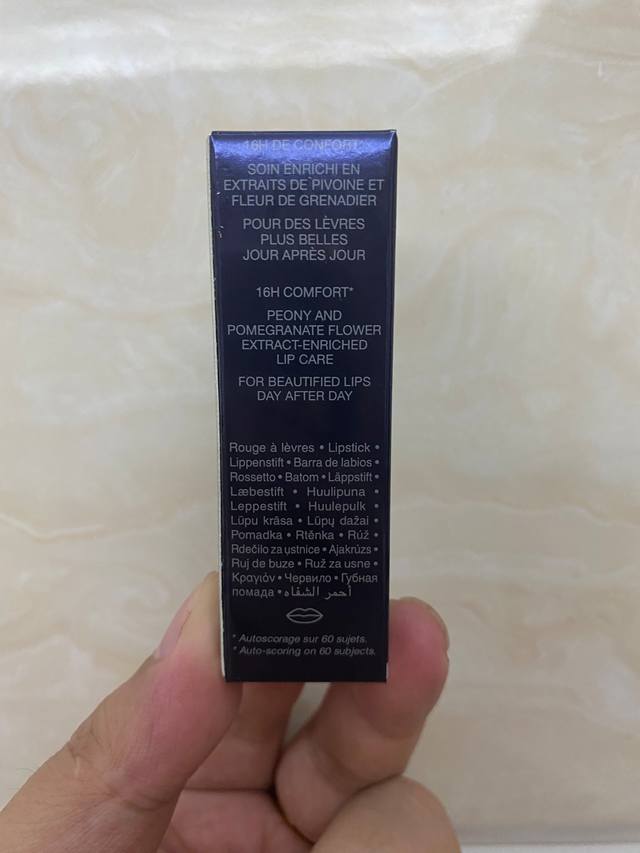 16H DE CONFORT*
SOIN ENRICHI EN
EXTRAITS DE PIVOINE ET
FLEUR DE GRENADIER
POUR DES LÈVRES
PLUS BELLES
JOUR APRÈS JOUR
16H COMFORT*
PEONY AND
POMEGRANATE FLOWER
EXTRACT-ENRICHED
LIP CARE
FOR BEAUTIFIED LIPS
DAY AFTER DAY
Rouge à lèvres • Lipstick •
Lippenstift • Barra de labios •
Rossetto • Batom • Läppstift •
Læbestift • Huulipuna •
Leppestift • Huulepulk •
Lūpu krāsa • Lūpų dažai •
Pomadka • Rtěnka • Rúž •
Rdečilo za ustnice • Ajakrúzs •
Ruj de buze • Ruž za usne •
Κραγιόν • Червило • Губная
помада • أحمر الشفاه
* Autoscorage sur 60 sujets.
* Auto-scoring on 60 subjects.